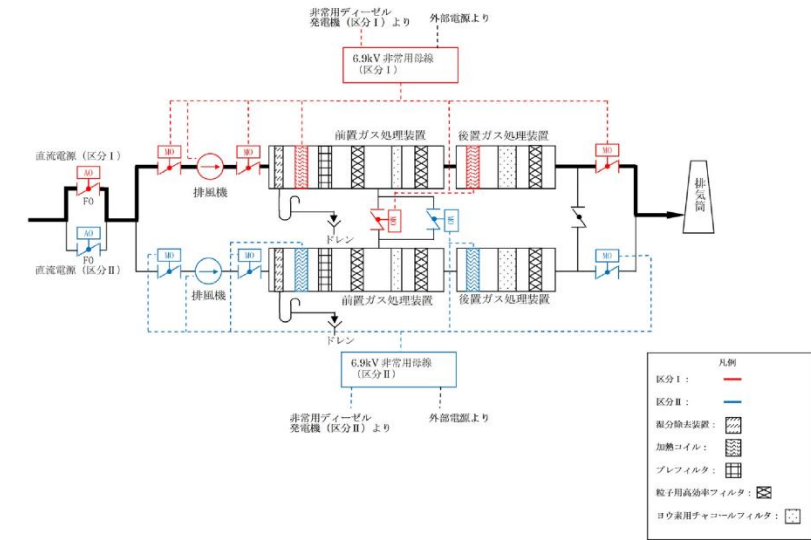 非常用ディーゼル
発電機(区分Ⅰ)より
外部電源より
6.9kV 非常用母線
(区分Ⅰ)
直流電源(区分Ⅰ)
AO
FO
AO
FO
直流電源(区分Ⅱ)
MO
排風機
MO
前置ガス処理装置
後置ガス処理装置
MO
排気筒
ドレン
MO
MO
MO
排風機
MO
前置ガス処理装置
後置ガス処理装置
MO
ドレン
6.9kV 非常用母線
(区分Ⅱ)
非常用ディーゼル
発電機(区分Ⅱ)より
外部電源より
凡例
区分Ⅰ:
区分Ⅱ:
湿分除去装置:
加熱コイル:
プレフィルタ:
粒子用高効率フィルタ:
ヨウ素用チャコールフィルタ: